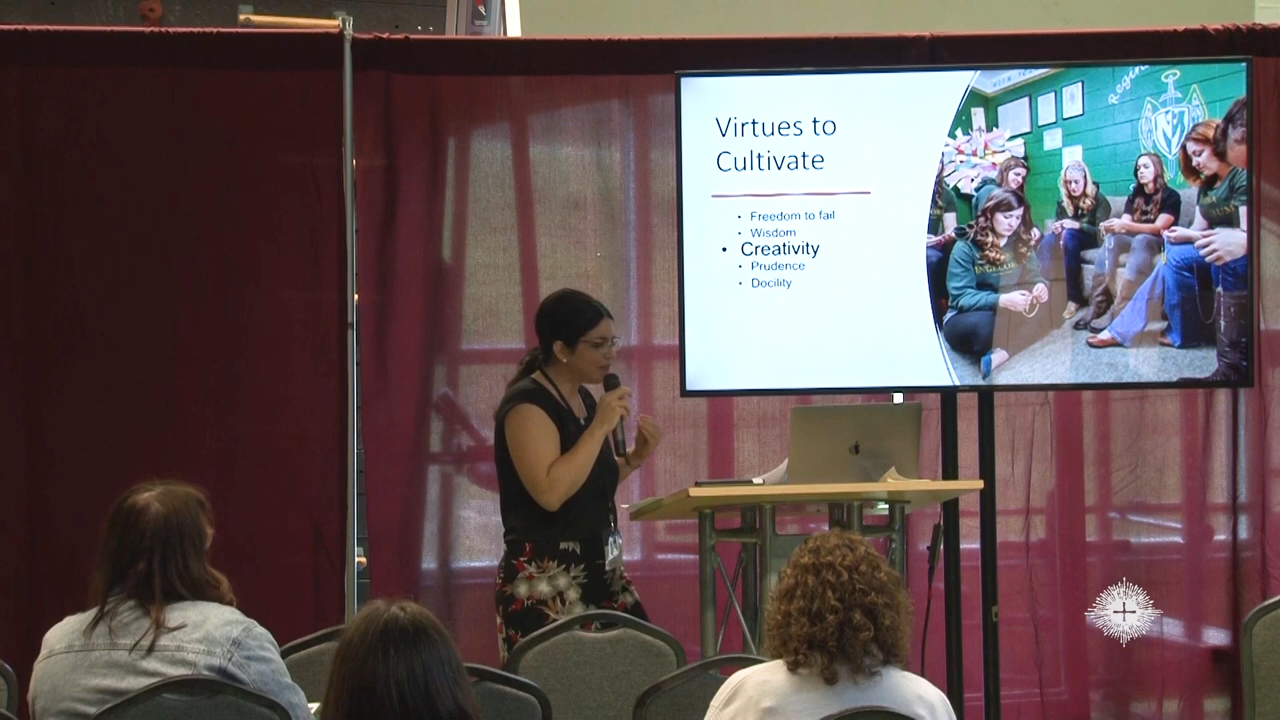 Virtues to
Cultivate
• Freedom to fail
• Wisdom
• Creativity
• Prudence
• Docility